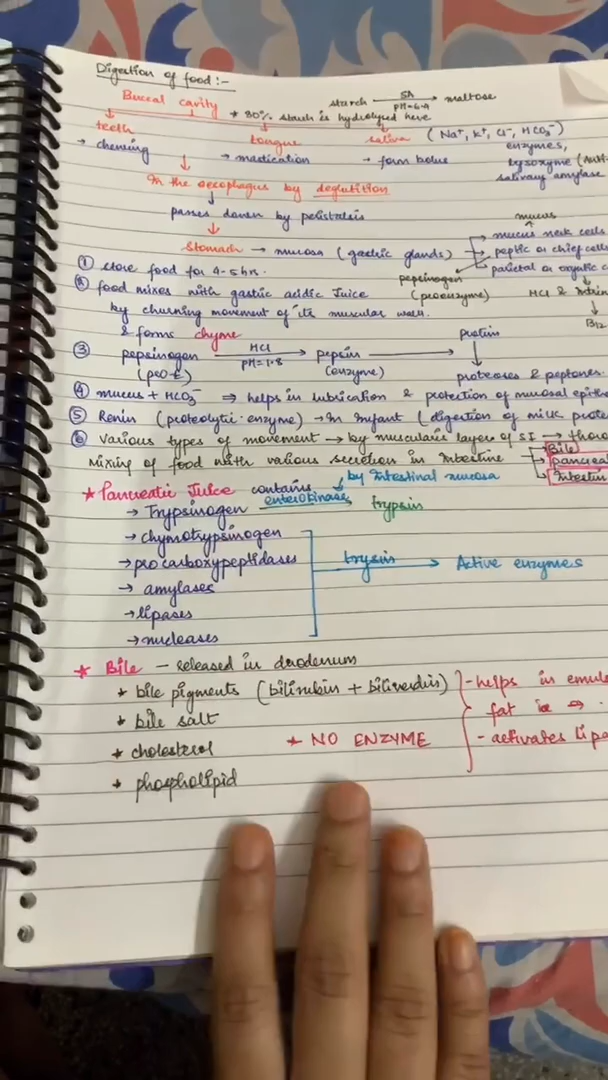 Digestion of food :-
Buccal cavity
starch SA PH=6.4 maltose
* 30% starch is hydrolysed here
teeth tongue saliva (Na+, K+, Cl-, HCO3-)
→ chewing → mastication → form bolus enzymes,
lysozyme (Anti-
salivary amylase
In the oesophagus by deglutition
passes down by peristalsis
mucus
mucus neck cells
Stomach → mucosa (gastric glands) peptic or chief cells
parietal or oxyntic c
① store food for 4-5 hr. pepsinogen (proenzyme) HCl & Intrin
② food mixes with gastric acidic Juice B12
by churning movement of its muscular wall.
& forms chyme
③ pepsinogen HCl PH=1.8 pepsin protein
(pro.E) (enzyme) proteoses & peptones.
④ mucus + HCO3- ⇒ helps in lubrication & protection of mucosal epithe
⑤ Renin (proteolytic enzyme) → In Infant (digestion of milk prote
⑥ various types of movement → by muscularis layer of SI → thoro
mixing of food with various secretion in Intestine Bile
pancrea
Intestin
* Pancreatic Juice contains by Intestinal mucosa
→ Trypsinogen enterokinase trypsin
→ chymotrypsinogen
→ procarboxypeptidases trysin Active enzymes
→ amylases
→ lipases
→ nucleases
* Bile – released in duodenum
* bile pigments (bilirubin + biliverdin) - helps in emul
* bile salt fat ie ⇒
* cholesterol * NO ENZYME - activates lipa
* phospholipid